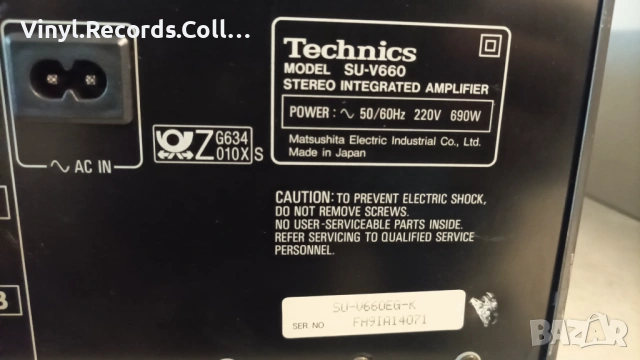 Vinyl.Records.Coll...
AC IN
Z G634
010X S
Technics
MODEL SU-V660
STEREO INTEGRATED AMPLIFIER
POWER: ∼ 50/60Hz 220V 690W
Matsushita Electric Industrial Co., Ltd.
Made in Japan
CAUTION: TO PREVENT ELECTRIC SHOCK,
DO NOT REMOVE SCREWS.
NO USER-SERVICEABLE PARTS INSIDE.
REFER SERVICING TO QUALIFIED SERVICE
PERSONNEL.
B
SU-V660EG-K
SER. NO FH9IA14071
BAZAR